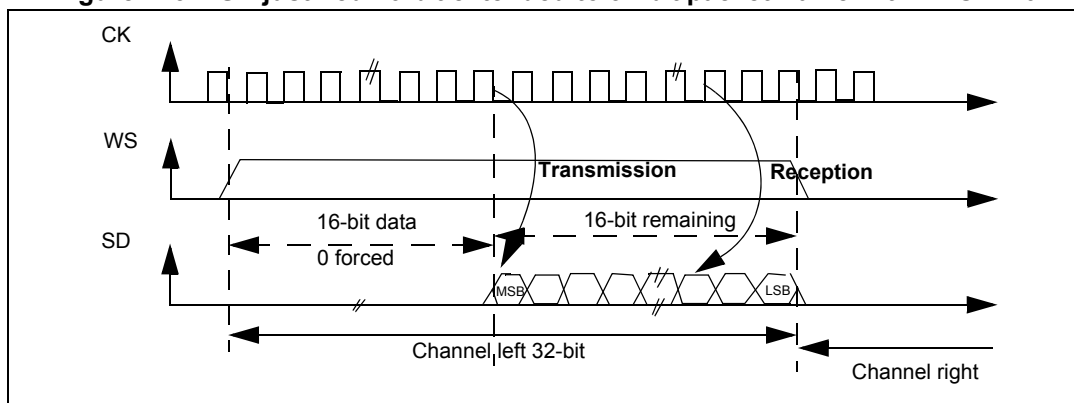 CK
WS
Transmission
Reception
16-bit data
16-bit remaining
SD
0 forced
MSB
LSB
Channel left 32-bit
Channel right